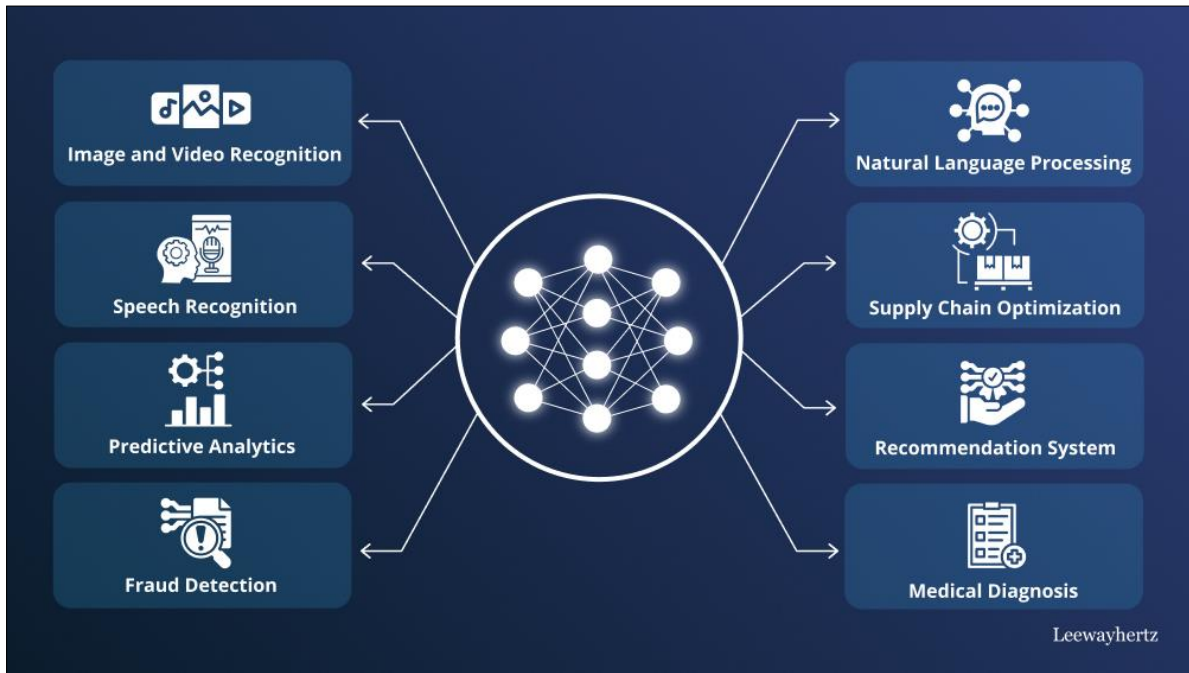 Image and Video Recognition
Speech Recognition
Predictive Analytics
Fraud Detection
Natural Language Processing
Supply Chain Optimization
Recommendation System
Medical Diagnosis
Leewayhertz